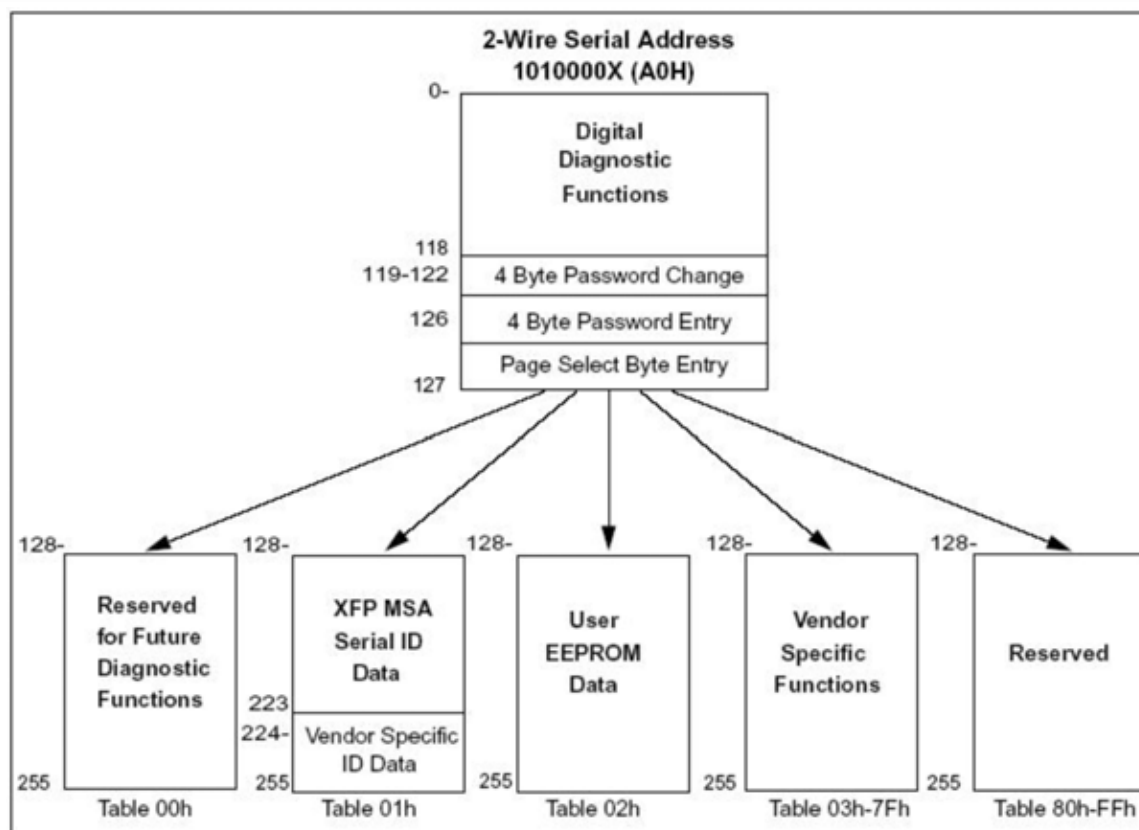 2-Wire Serial Address
1010000X (A0H)
0-
Digital
Diagnostic
Functions
118
119-122
4 Byte Password Change
126
4 Byte Password Entry
Page Select Byte Entry
127
128-
Reserved
for Future
Diagnostic
Functions
255
Table 00h
128-
XFP MSA
Serial ID
Data
223
224-
Vendor Specific
ID Data
255
Table 01h
128-
User
EEPROM
Data
255
Table 02h
128-
Vendor
Specific
Functions
255
Table 03h-7Fh
128-
Reserved
255
Table 80h-FFh